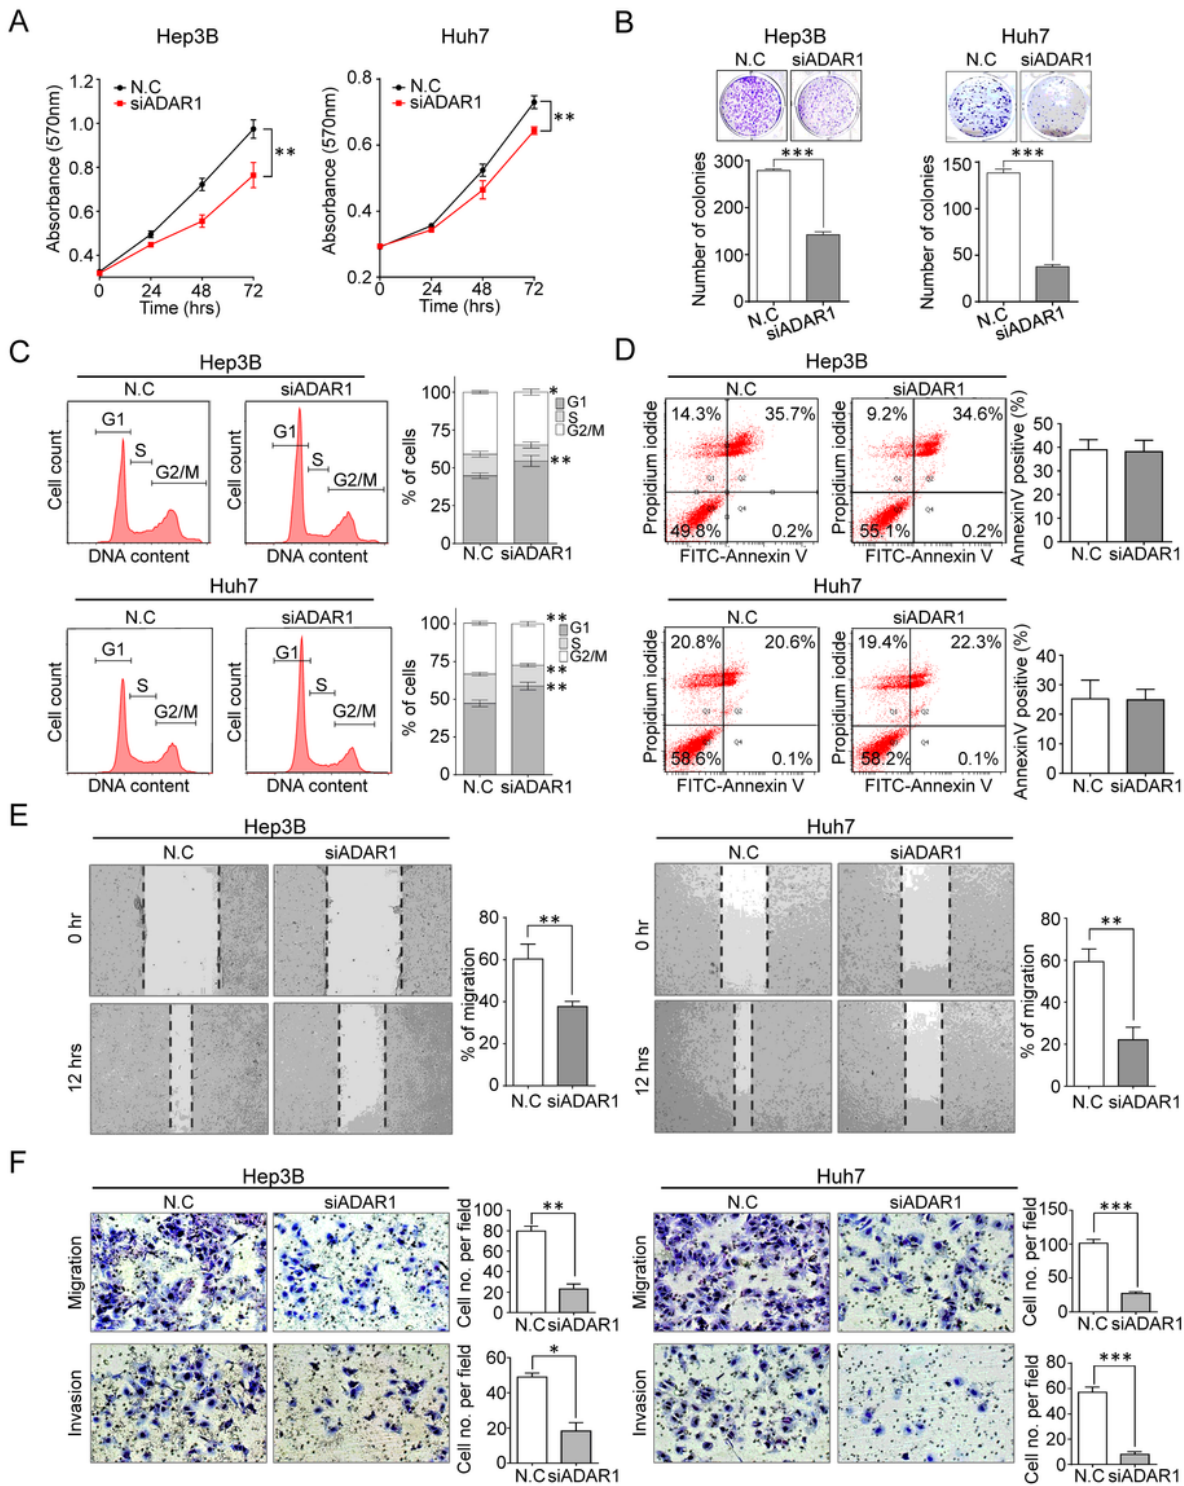 A
Hep3B
Huh7
Absorbance (570nm)
1.2
1.0
0.8
0.6
0.4
N.C
siADAR1
**
0 24 48 72
Time (hrs)
Absorbance (570nm)
0.8
0.6
0.4
0.2
N.C
siADAR1
**
0 24 48 72
Time (hrs)
B
Hep3B
Huh7
N.C siADAR1
N.C siADAR1
Number of colonies
300
200
100
0
***
N.C
siADAR1
Number of colonies
150
100
50
0
***
N.C
siADAR1
C
Hep3B
N.C siADAR1
Cell count
G1
S
G2/M
DNA content
Cell count
G1
S
G2/M
DNA content
% of cells
100
75
50
25
0
*
**
G1
S
G2/M
N.C siADAR1
Huh7
N.C siADAR1
Cell count
G1
S
G2/M
DNA content
Cell count
G1
S
G2/M
DNA content
% of cells
100
75
50
25
0
**
**
**
G1
S
G2/M
N.C siADAR1
D
Hep3B
N.C siADAR1
Propidium iodide
14.3% 35.7%
Q1 Q2
Q4
49.8% 0.2%
FITC-Annexin V
Propidium iodide
9.2% 34.6%
Q1 Q2
Q4
55.1% 0.2%
FITC-Annexin V
AnnexinV positive (%)
50
40
30
20
10
0
N.C siADAR1
Huh7
N.C siADAR1
Propidium iodide
20.8% 20.6%
Q1 Q2
Q4
58.6% 0.1%
FITC-Annexin V
Propidium iodide
19.4% 22.3%
Q1 Q2
Q4
58.2% 0.1%
FITC-Annexin V
AnnexinV positive (%)
40
30
20
10
0
N.C siADAR1
E
Hep3B
N.C siADAR1
0 hr
12 hrs
% of migration
80
60
40
20
0
**
N.C siADAR1
Huh7
N.C siADAR1
0 hr
12 hrs
% of migration
80
60
40
20
0
**
N.C siADAR1
F
Hep3B
N.C siADAR1
Migration
Cell no. per field
100
80
60
40
20
0
**
N.C siADAR1
Invasion
Cell no. per field
60
40
20
0
*
N.C siADAR1
Huh7
N.C siADAR1
Migration
Cell no. per field
150
100
50
0
***
N.C siADAR1
Invasion
Cell no. per field
80
60
40
20
0
***
N.C siADAR1